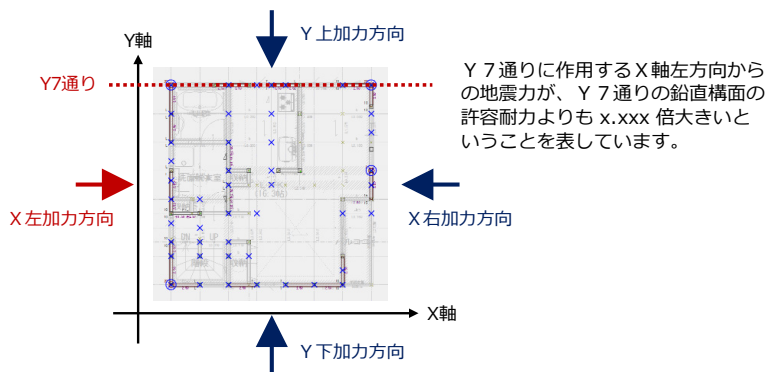 Y 上加力方向
Y軸
Y7通り
Y7通りに作用するX軸左方向から
の地震力が、Y7通りの鉛直構面の
許容耐力よりも x.xxx 倍大きいと
いうことを表しています。
X左加力方向
X右加力方向
X軸
Y下加力方向